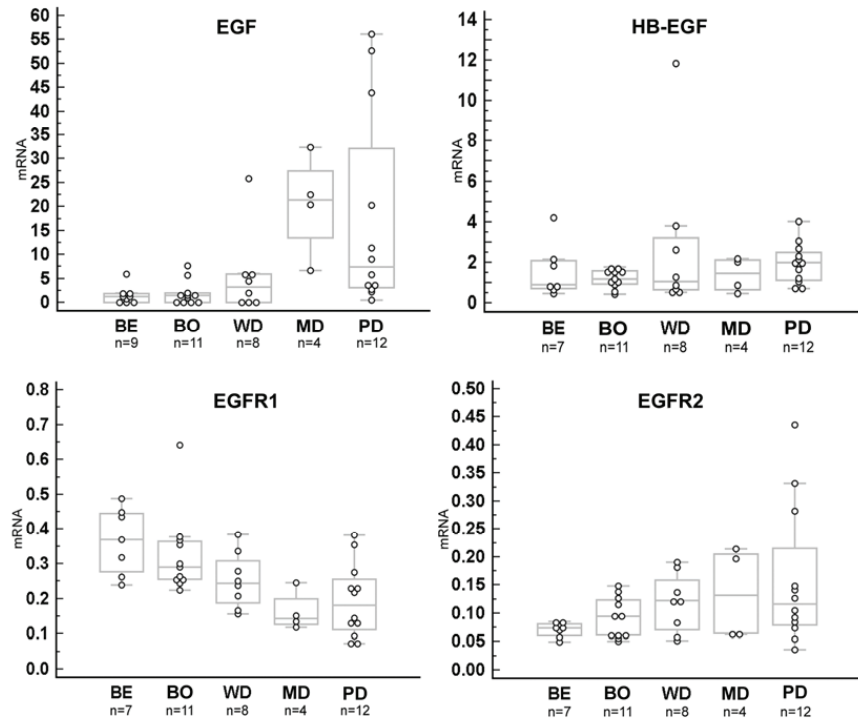 EGF
mRNA
60
55
50
45
40
35
30
25
20
15
10
5
0
BE BO WD MD PD
n=9 n=11 n=8 n=4 n=12
HB-EGF
mRNA
14
12
10
8
6
4
2
0
BE BO WD MD PD
n=7 n=11 n=8 n=4 n=12
EGFR1
mRNA
0.8
0.7
0.6
0.5
0.4
0.3
0.2
0.1
0.0
BE BO WD MD PD
n=7 n=11 n=8 n=4 n=12
EGFR2
mRNA
0.50
0.45
0.40
0.35
0.30
0.25
0.20
0.15
0.10
0.05
0.00
BE BO WD MD PD
n=7 n=11 n=8 n=4 n=12